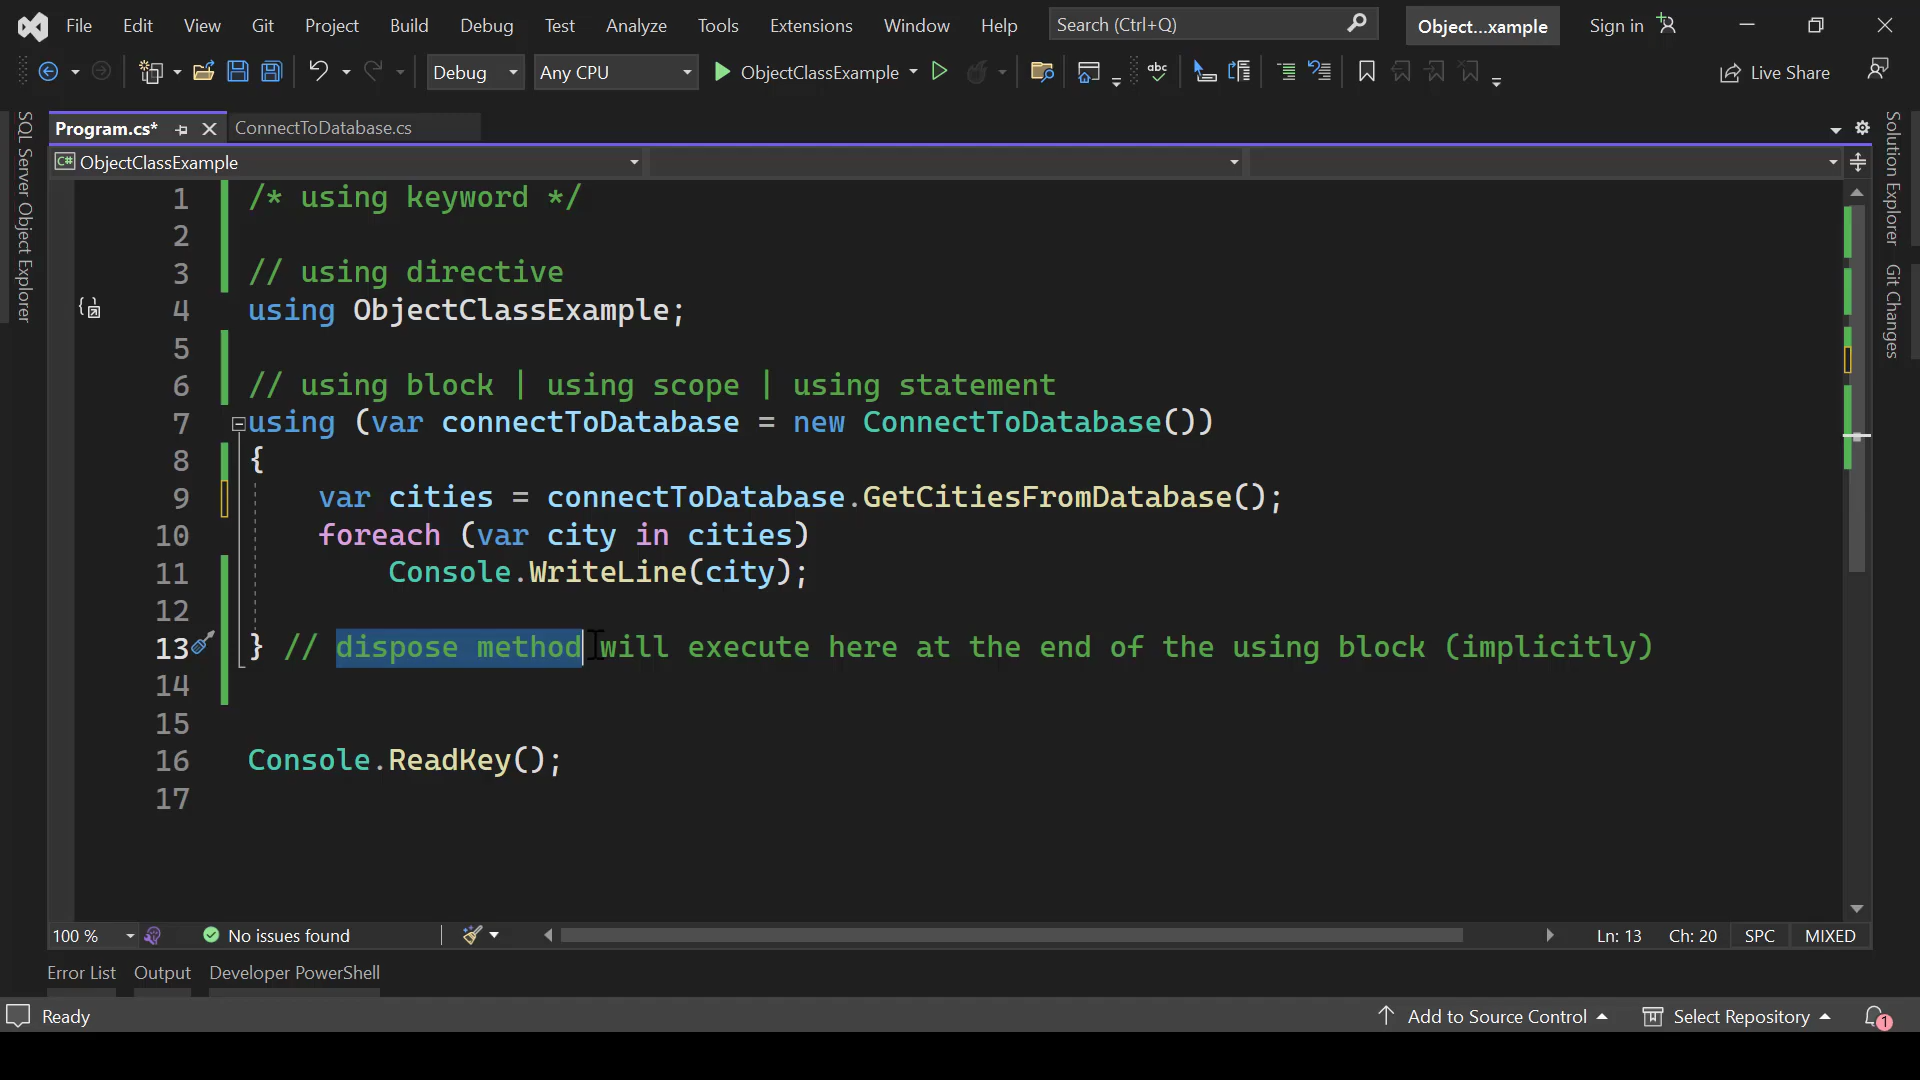 File Edit View Git Project Build Debug Test Analyze Tools Extensions Window Help Search (Ctrl+Q) Object...xample Sign in
Debug Any CPU ObjectClassExample Live Share
Program.cs* ConnectToDatabase.cs
C# ObjectClassExample
1 /* using keyword */
2
3 // using directive
4 using ObjectClassExample;
5
6 // using block | using scope | using statement
7 using (var connectToDatabase = new ConnectToDatabase())
8 {
9 var cities = connectToDatabase.GetCitiesFromDatabase();
10 foreach (var city in cities)
11 Console.WriteLine(city);
12
13 } // dispose method will execute here at the end of the using block (implicitly)
14
15
16 Console.ReadKey();
17
SQL Server Object Explorer
Solution Explorer
Git Changes
100 % No issues found Ln: 13 Ch: 20 SPC MIXED
Error List Output Developer PowerShell
Ready Add to Source Control Select Repository 1